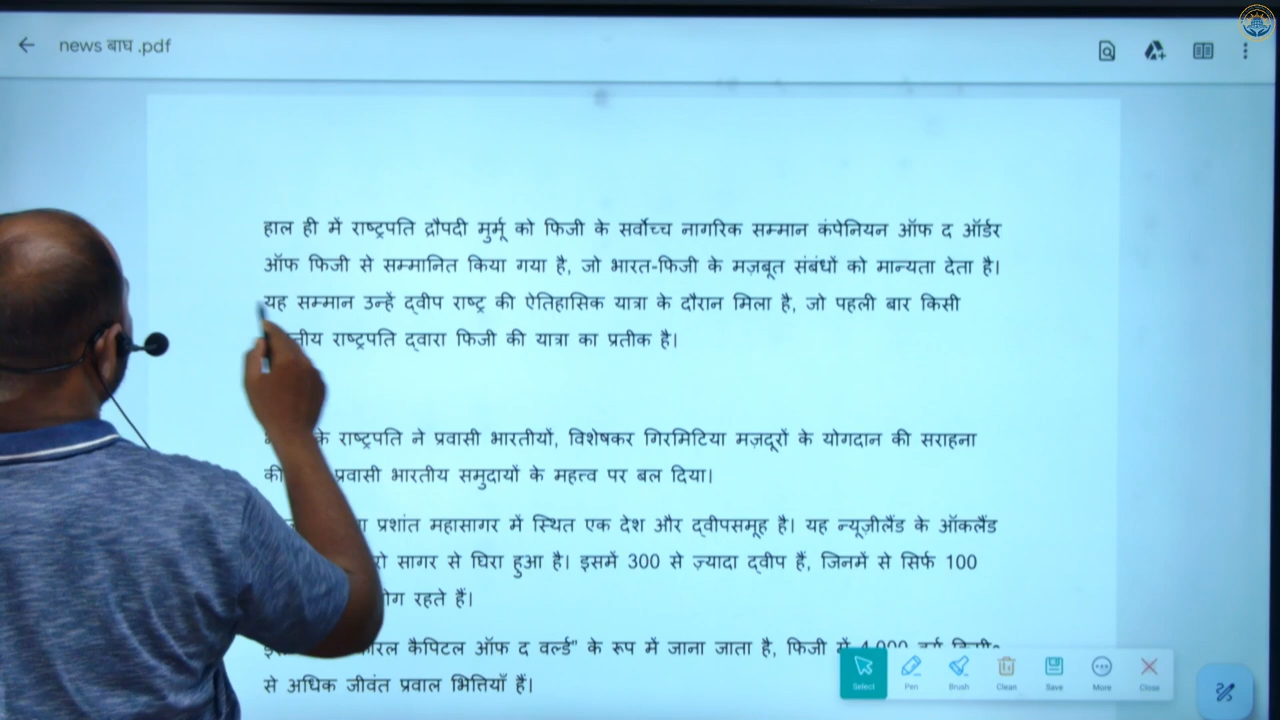 news बाघ .pdf
हाल ही में राष्ट्रपति द्रौपदी मुर्मू को फिजी के सर्वोच्च नागरिक सम्मान कंपेनियन ऑफ द ऑर्डर
ऑफ फिजी से सम्मानित किया गया है, जो भारत-फिजी के मज़बूत संबंधों को मान्यता देता है।
यह सम्मान उन्हें द्वीप राष्ट्र की ऐतिहासिक यात्रा के दौरान मिला है, जो पहली बार किसी
राष्ट्रपति द्वारा फिजी की यात्रा का प्रतीक है।
के राष्ट्रपति ने प्रवासी भारतीयों, विशेषकर गिरमिटिया मज़दूरों के योगदान की सराहना
की प्रवासी भारतीय समुदायों के महत्त्व पर बल दिया।
प्रशांत महासागर में स्थित एक देश और द्वीपसमूह है। यह न्यूज़ीलैंड के ऑकलैंड
सागर से घिरा हुआ है। इसमें 300 से ज़्यादा द्वीप हैं, जिनमें से सिर्फ 100
रहते हैं।
कैपिटल ऑफ द वर्ल्ड" के रूप में जाना जाता है, फिजी में
से अधिक जीवंत प्रवाल भित्तियाँ हैं।
Select Pen Brush Clean Save More Close